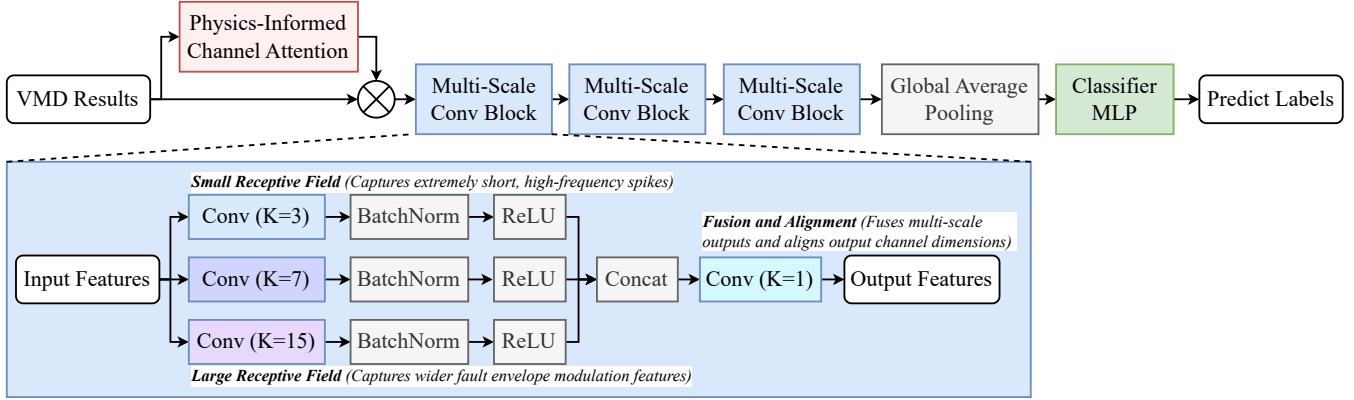 Physics-Informed
Channel Attention
VMD Results
Multi-Scale
Conv Block
Multi-Scale
Conv Block
Multi-Scale
Conv Block
Global Average
Pooling
Classifier
MLP
Predict Labels
Small Receptive Field (Captures extremely short, high-frequency spikes)
Conv (K=3)
BatchNorm
ReLU
Input Features
Conv (K=7)
BatchNorm
ReLU
Concat
Fusion and Alignment (Fuses multi-scale
outputs and aligns output channel dimensions)
Conv (K=1)
Output Features
Conv (K=15)
BatchNorm
ReLU
Large Receptive Field (Captures wider fault envelope modulation features)